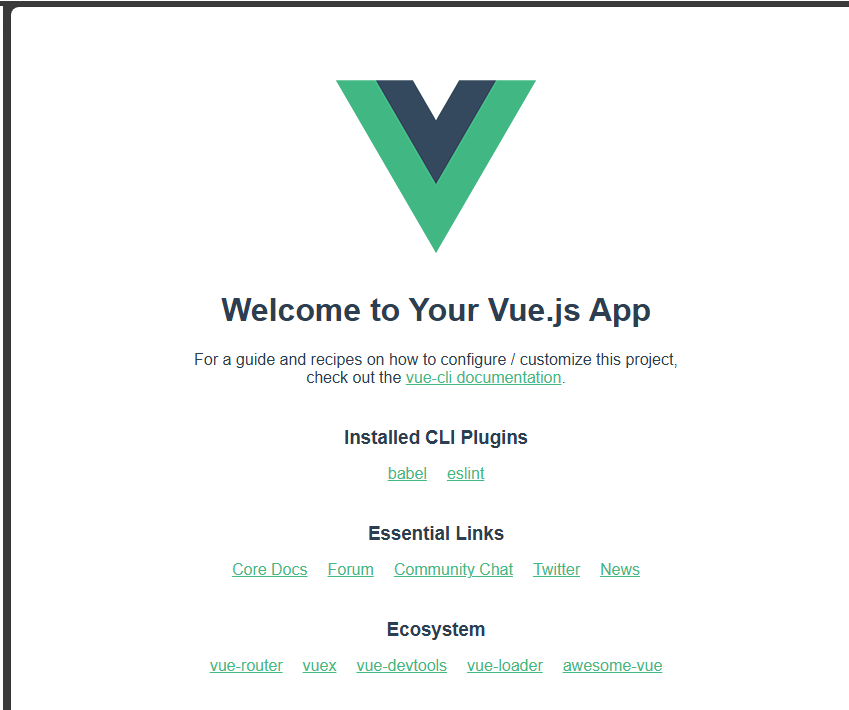 Welcome to Your Vue.js App
For a guide and recipes on how to configure / customize this project,
check out the vue-cli documentation.
Installed CLI Plugins
babel eslint
Essential Links
Core Docs Forum Community Chat Twitter News
Ecosystem
vue-router vuex vue-devtools vue-loader awesome-vue